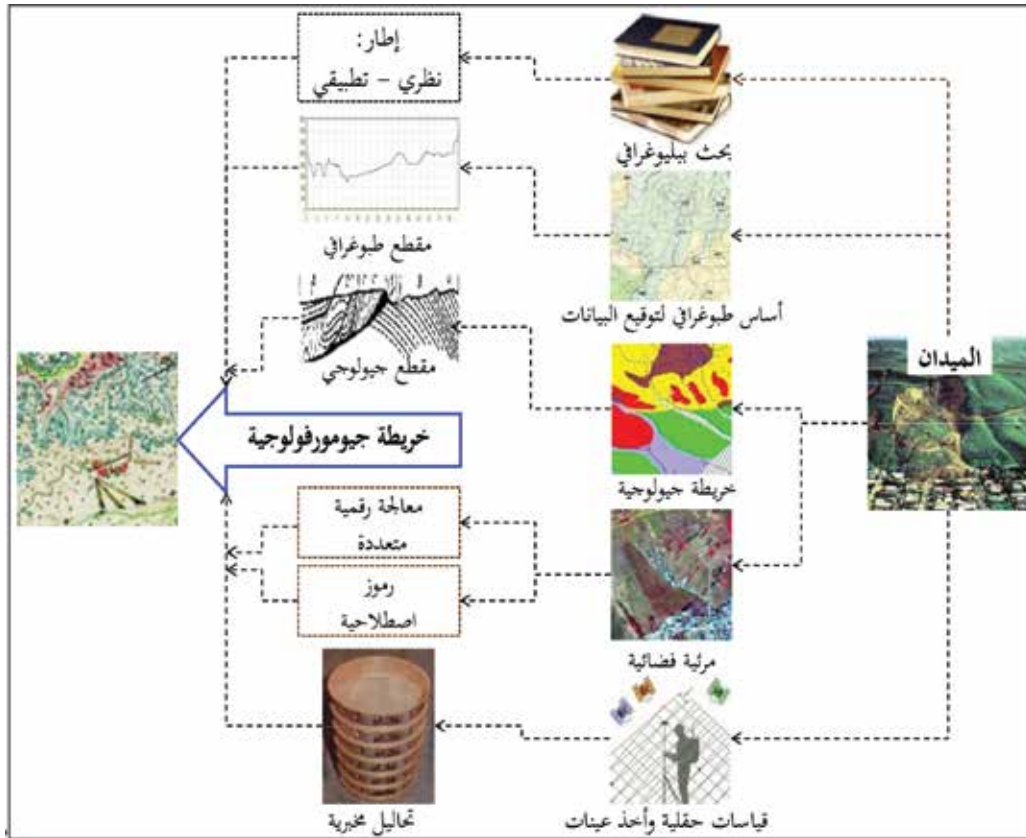 إطار:
نظري – تطبيقي
بحث بيليوغرافي
مقطع طبوغرافي
أساس طبوغرافي لتوقيع البيانات
الميدان
مقطع جيولوجي
خريطة جيومورفولوجية
خريطة جيولوجية
معالجة رقمية
متعددة
رموز
اصطلاحية
مرئية فضائية
تحاليل مخبرية
قياسات حقلية وأخذ عينات